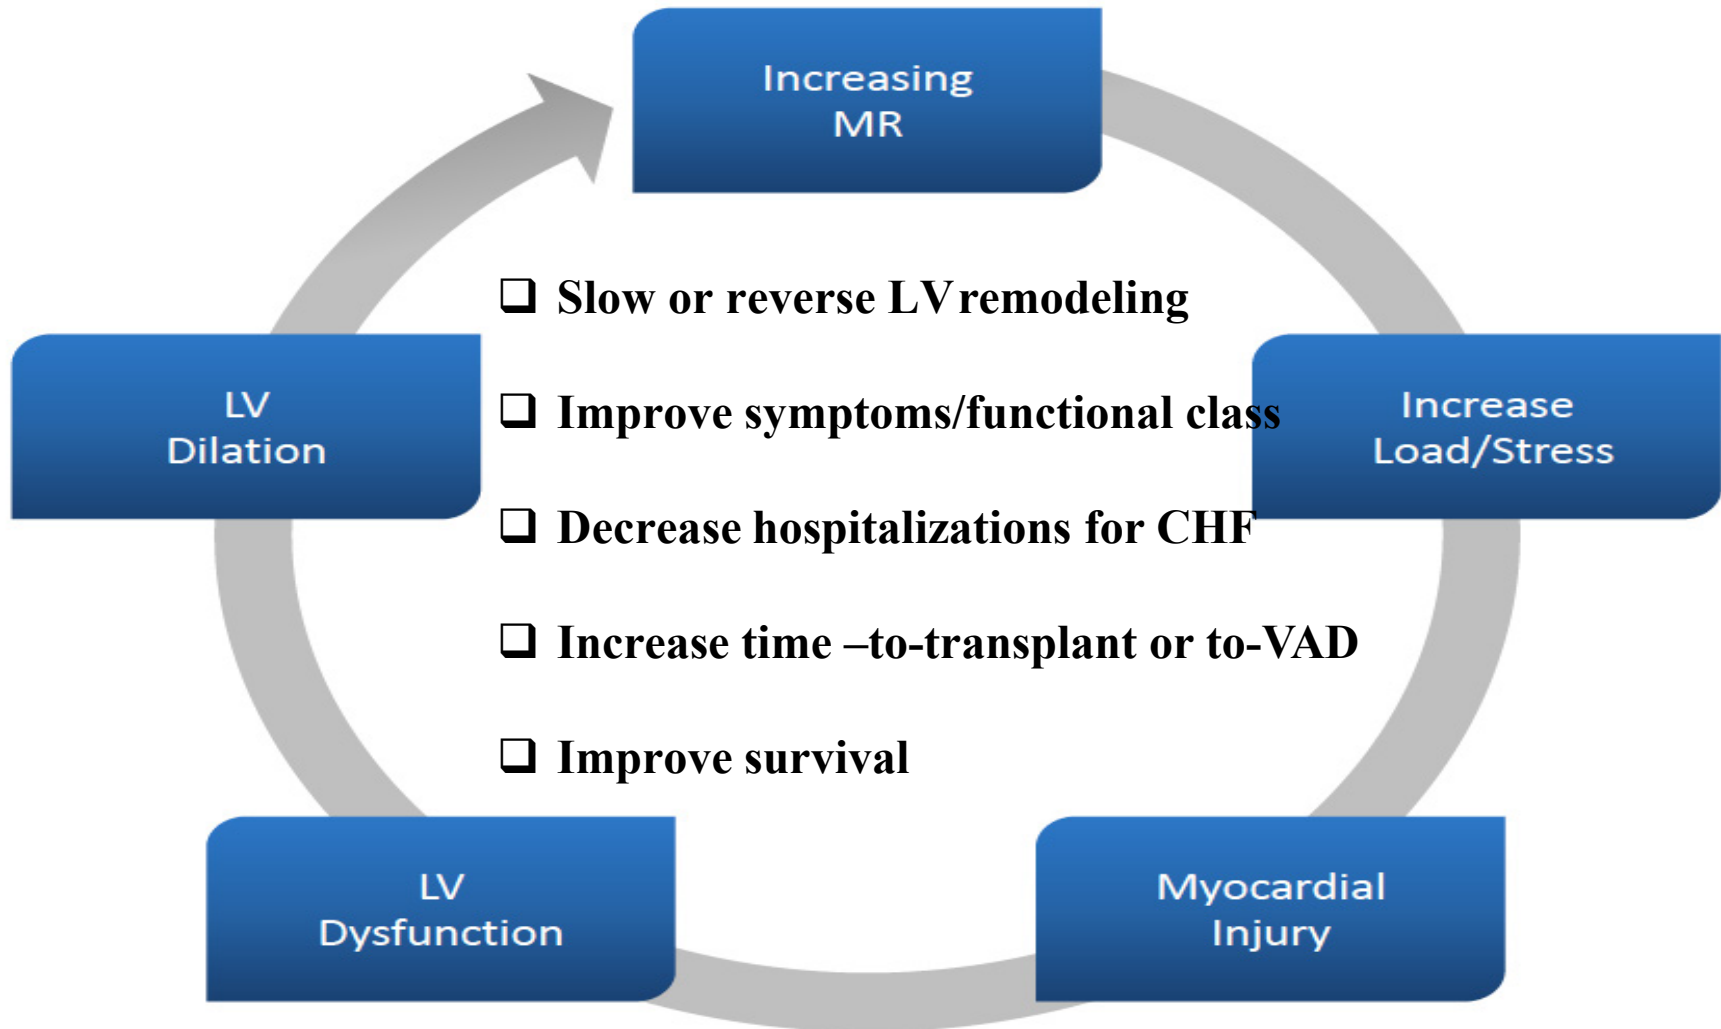 Increasing
MR
❑ Slow or reverse LV remodeling
LV
Dilation
❑ Improve symptoms/functional class
Increase
Load/Stress
❑ Decrease hospitalizations for CHF
❑ Increase time –to-transplant or to-VAD
❑ Improve survival
LV
Dysfunction
Myocardial
Injury